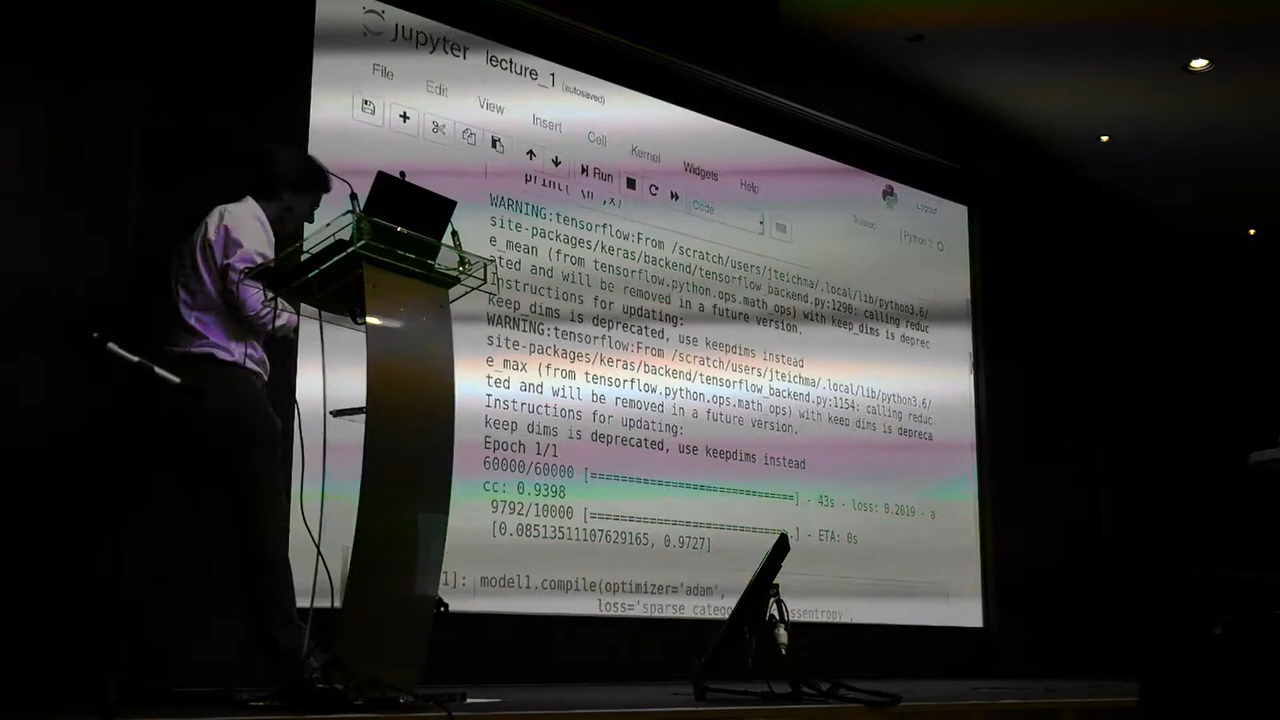 jupyter lecture_1 (autosaved)
File Edit View Insert Cell Kernel Widgets Help
Logout
Run Code Trusted | Python 3
WARNING:tensorflow:From /scratch/users/jteichma/.local/lib/python3.6/
site-packages/keras/backend/tensorflow_backend.py:1290: calling reduc
e_mean (from tensorflow.python.ops.math_ops) with keep_dims is deprec
ated and will be removed in a future version.
Instructions for updating:
keep_dims is deprecated, use keepdims instead
WARNING:tensorflow:From /scratch/users/jteichma/.local/lib/python3.6/
site-packages/keras/backend/tensorflow_backend.py:1154: calling reduc
e_max (from tensorflow.python.ops.math_ops) with keep_dims is depreca
ted and will be removed in a future version.
Instructions for updating:
keep_dims is deprecated, use keepdims instead
Epoch 1/1
60000/60000 [==============================] - 43s - loss: 0.2019 - a
cc: 0.9398
9792/10000 [=============================.] - ETA: 0s
[0.08513511107629165, 0.9727]
1]: model1.compile(optimizer='adam',